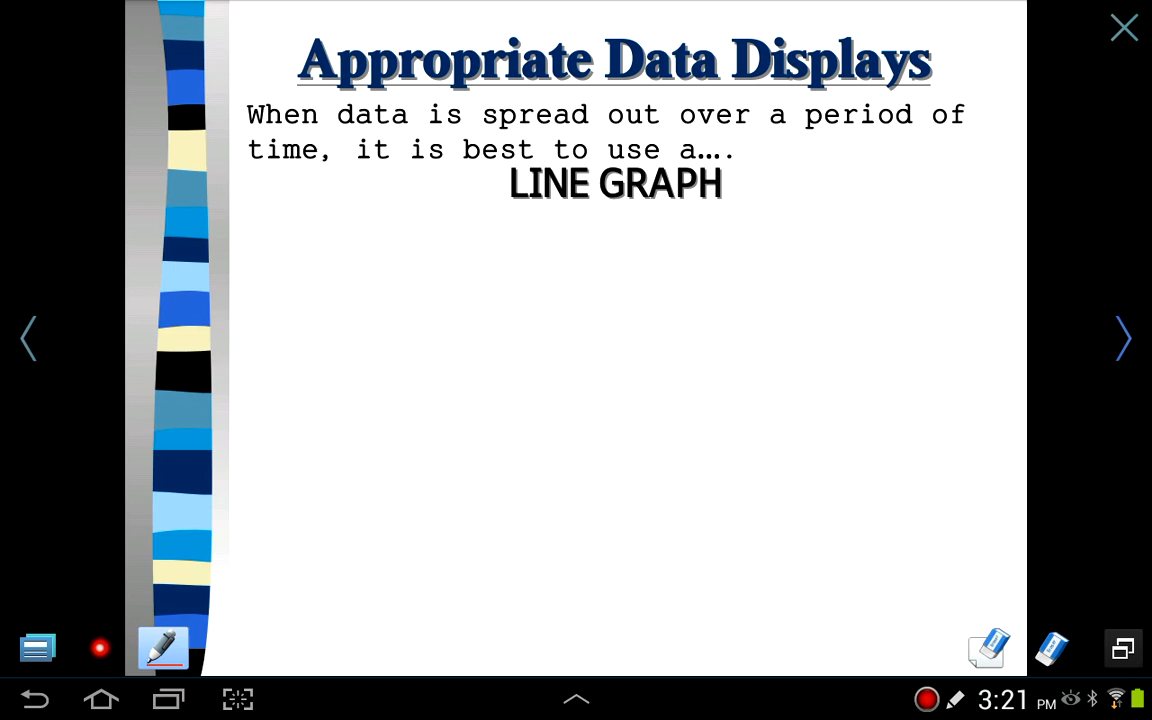 Appropriate Data Displays
When data is spread out over a period of
time, it is best to use a….
LINE GRAPH
3:21 PM